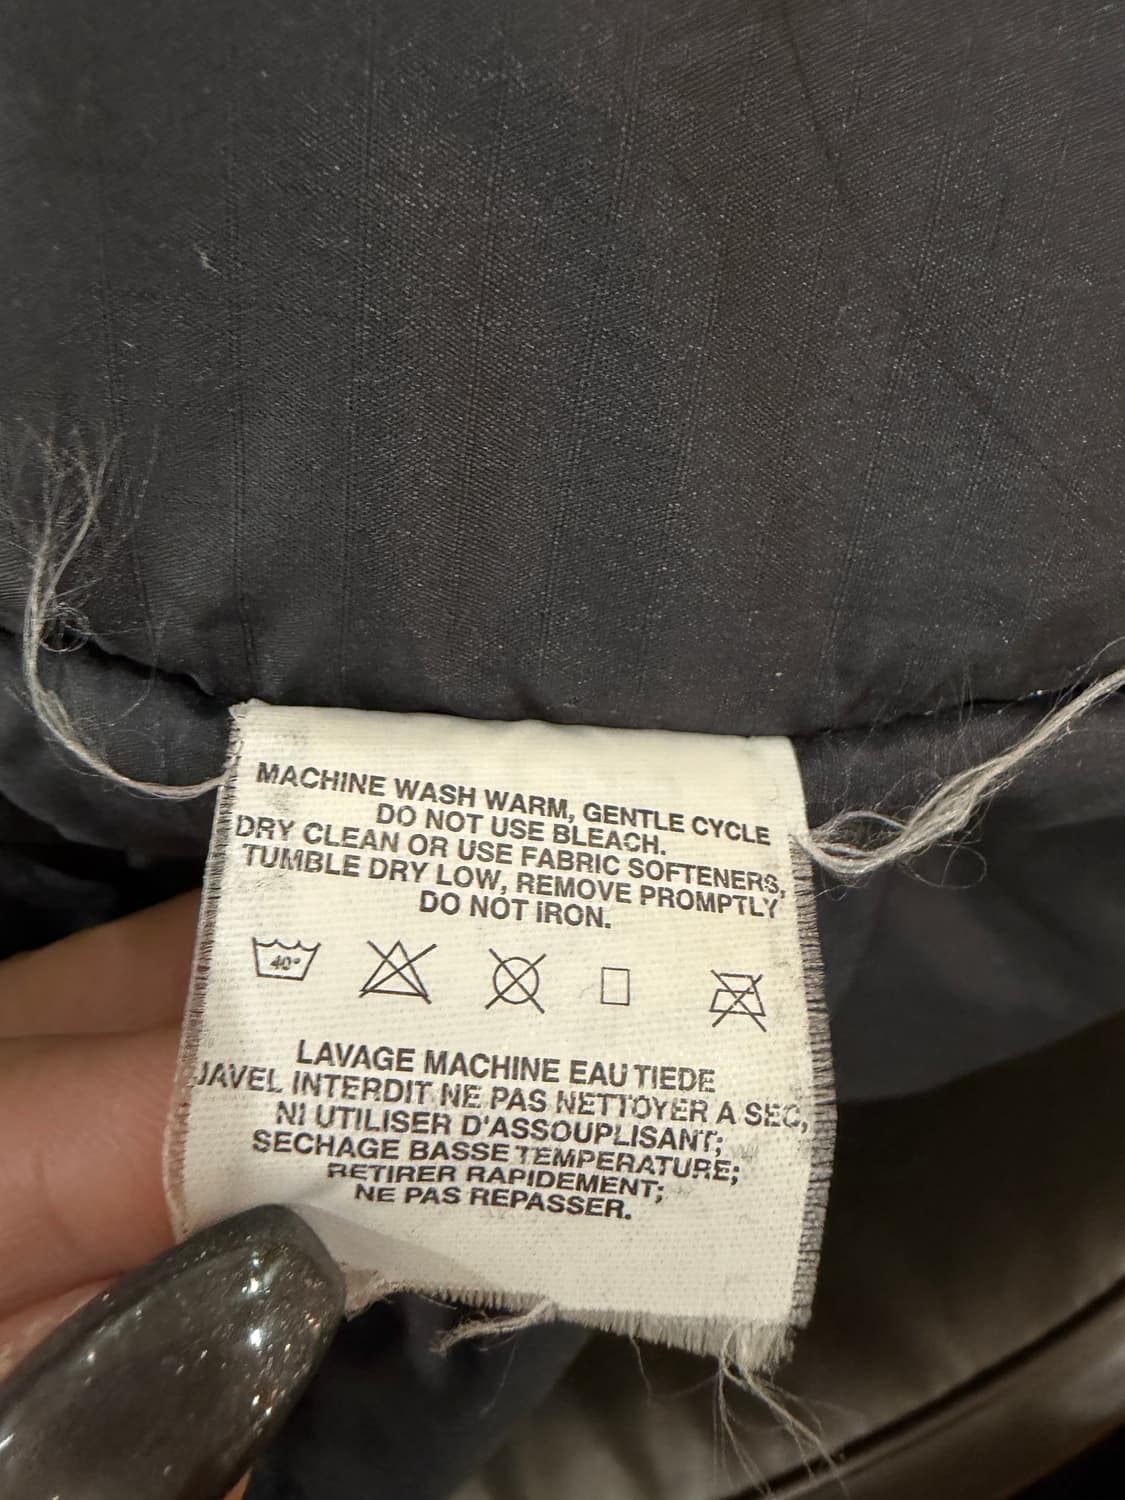 MACHINE WASH WARM, GENTLE CYCLE
DO NOT USE BLEACH.
DRY CLEAN OR USE FABRIC SOFTENERS,
TUMBLE DRY LOW, REMOVE PROMPTLY
DO NOT IRON.
40°
LAVAGE MACHINE EAU TIEDE
JAVEL INTERDIT NE PAS NETTOYER A SEC,
NI UTILISER D'ASSOUPLISANT;
SECHAGE BASSE TEMPERATURE;
RETIRER RAPIDEMENT;
NE PAS REPASSER.